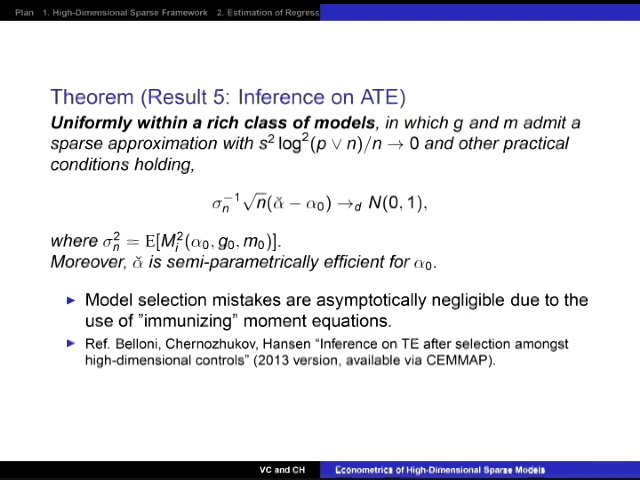 Plan 1. High-Dimensional Sparse Framework 2. Estimation of Regress
Theorem (Result 5: Inference on ATE)
Uniformly within a rich class of models, in which g and m admit a
sparse approximation with s² log²(p ∨ n)/n → 0 and other practical
conditions holding,
σₙ⁻¹√n(α̌ − α₀) →d N(0, 1),
where σₙ² = E[Mᵢ²(α₀, g₀, m₀)].
Moreover, α̌ is semi-parametrically efficient for α₀.
▶ Model selection mistakes are asymptotically negligible due to the
use of ”immunizing” moment equations.
▶ Ref. Belloni, Chernozhukov, Hansen “Inference on TE after selection amongst
high-dimensional controls” (2013 version, available via CEMMAP).
VC and CH Econometrics of High-Dimensional Sparse Models